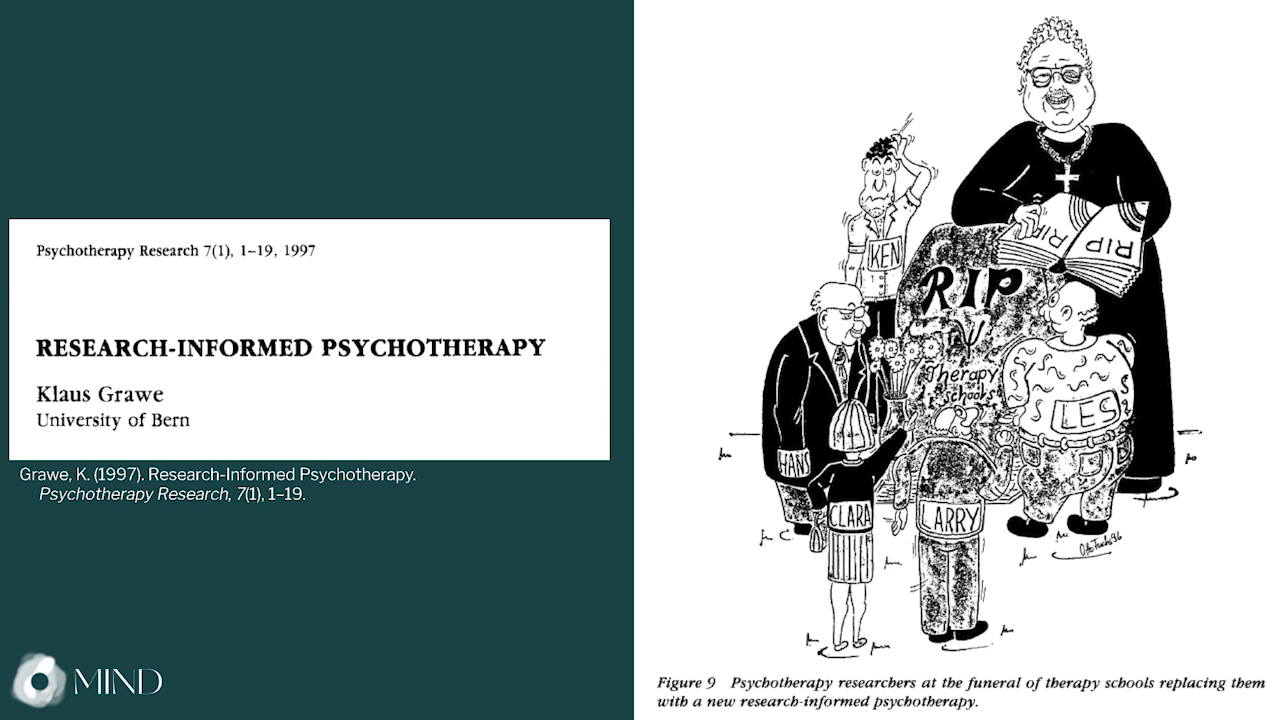 Psychotherapy Research 7(1), 1–19, 1997
RESEARCH-INFORMED PSYCHOTHERAPY
Klaus Grawe
University of Bern
Grawe, K. (1997). Research-Informed Psychotherapy.
Psychotherapy Research, 7(1), 1–19.
MIND
RIP
RIP
KEN
RIP
Ψ
Therapy
schools
LES
HANS
CLARA
LARRY
Figure 9 Psychotherapy researchers at the funeral of therapy schools replacing them
with a new research-informed psychotherapy.